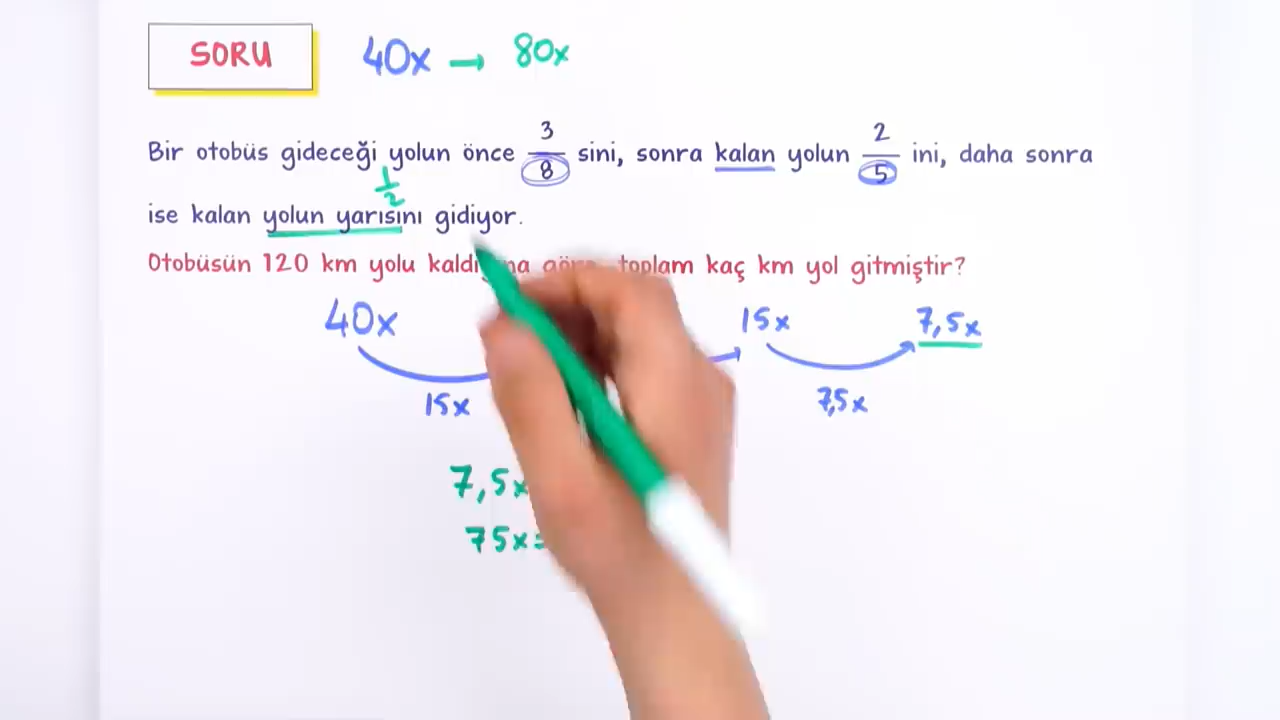 SORU 40x → 80x
Bir otobüs gideceği yolun önce 3/8 sini, sonra kalan yolun 2/5 ini, daha sonra
1/2
ise kalan yolun yarısını gidiyor.
Otobüsün 120 km yolu toplam kaç km yol gitmiştir?
40x 15x 7,5x
15x 7,5x
7,5x
75x=